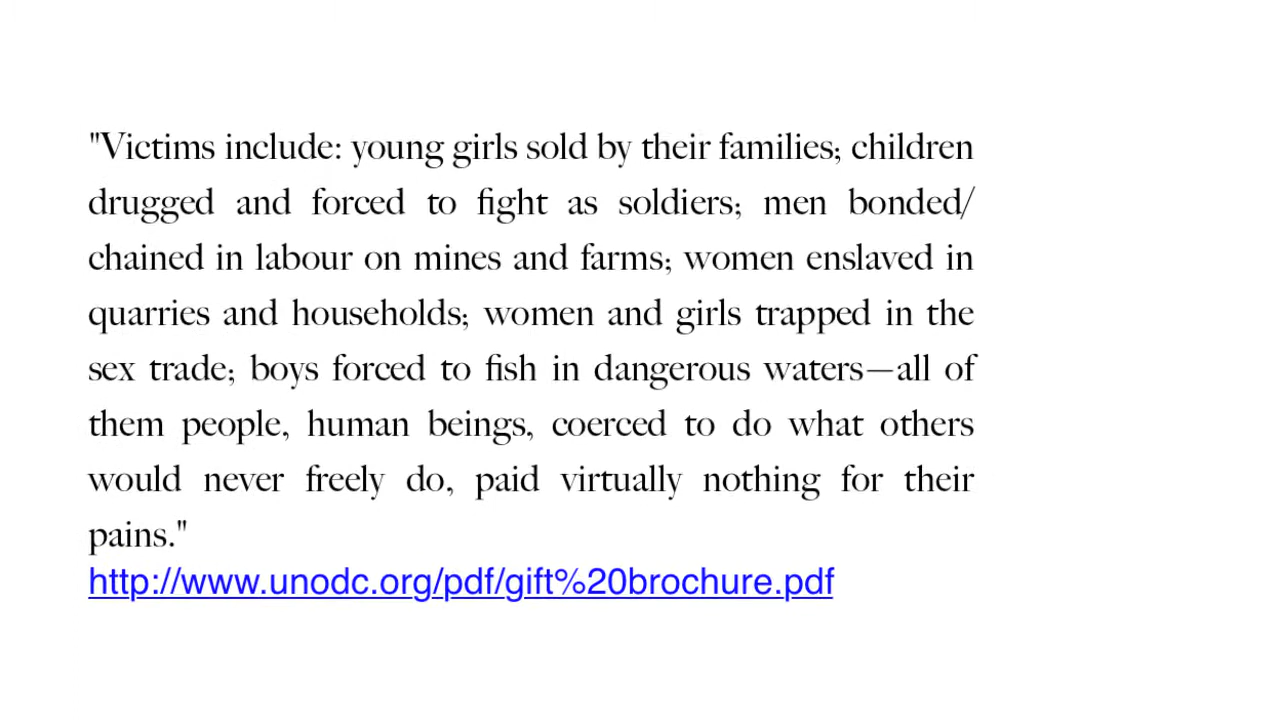 "Victims include: young girls sold by their families; children
drugged and forced to fight as soldiers; men bonded/
chained in labour on mines and farms; women enslaved in
quarries and households; women and girls trapped in the
sex trade; boys forced to fish in dangerous waters—all of
them people, human beings, coerced to do what others
would never freely do, paid virtually nothing for their
pains."
http://www.unodc.org/pdf/gift%20brochure.pdf